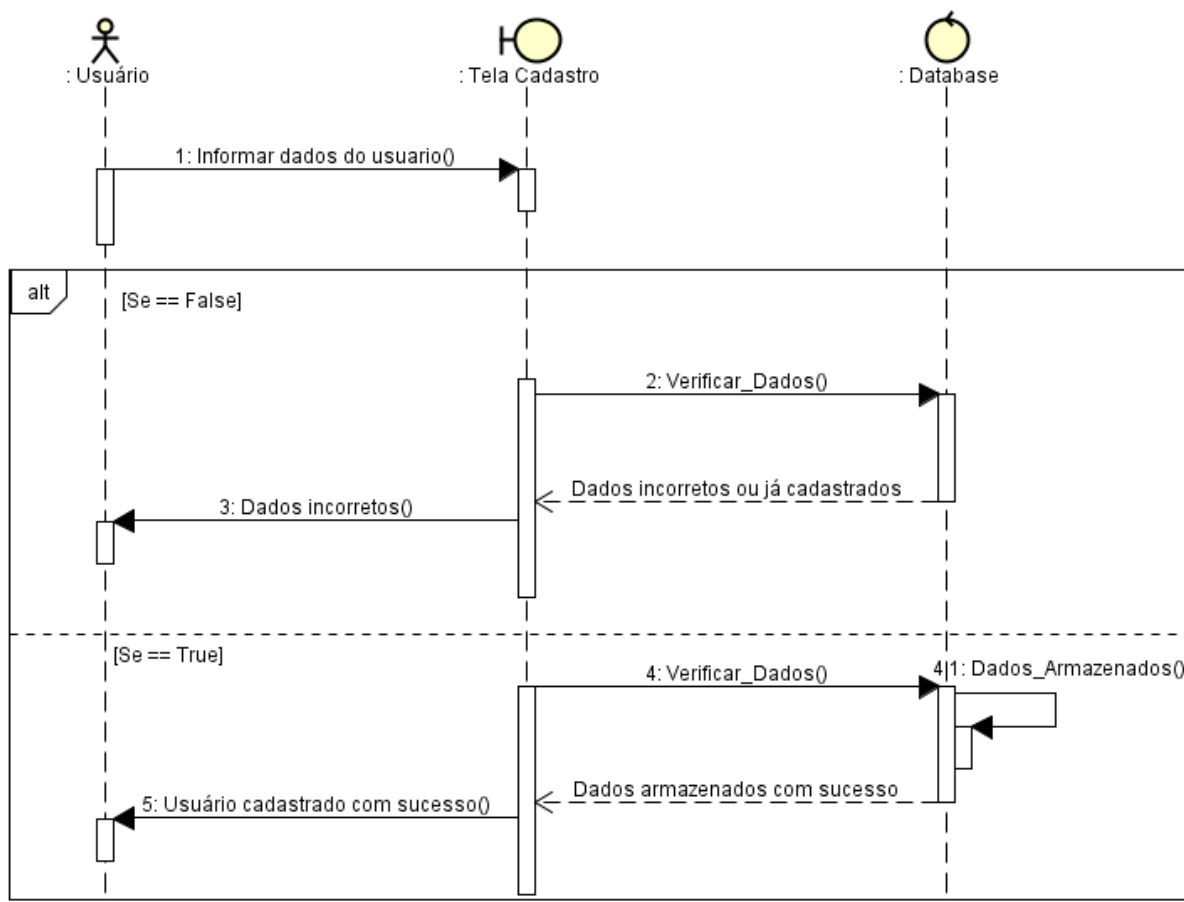 : Usuário
: Tela Cadastro
: Database
1: Informar dados do usuario()
alt
[Se == False]
2: Verificar_Dados()
Dados incorretos ou já cadastrados
3: Dados incorretos()
[Se == True]
4: Verificar_Dados()
4.1: Dados_Armazenados()
Dados armazenados com sucesso
5: Usuário cadastrado com sucesso()